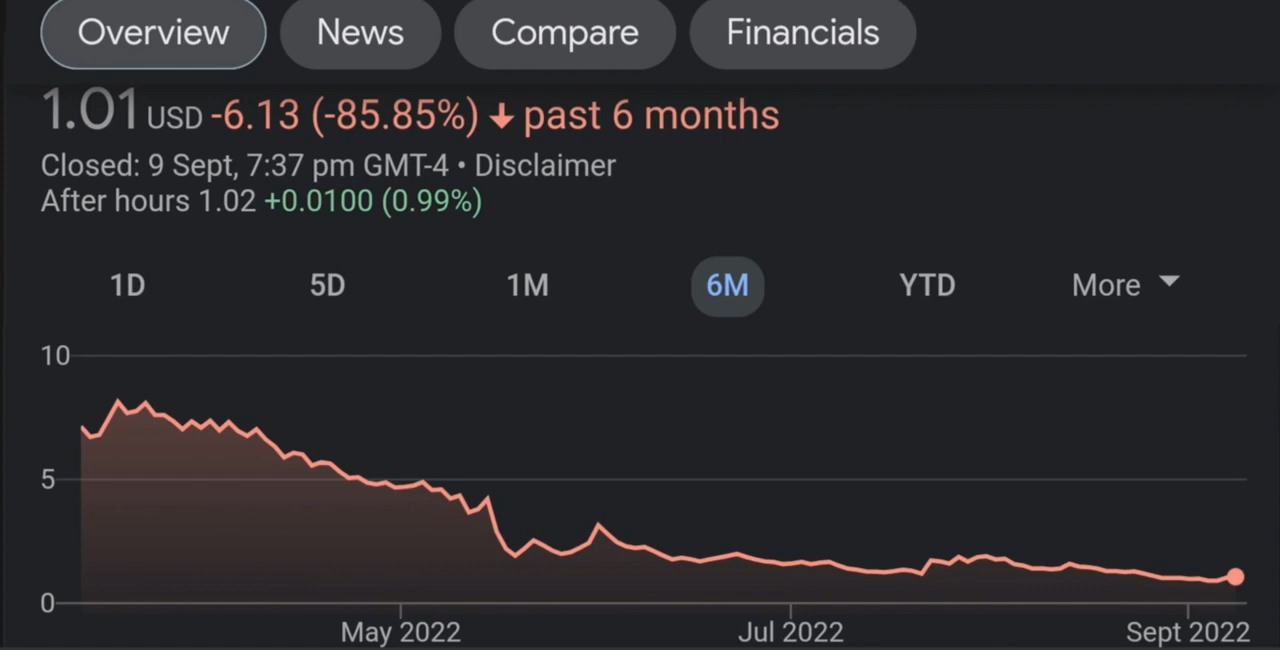 Overview News Compare Financials
1.01 USD -6.13 (-85.85%) ↓ past 6 months
Closed: 9 Sept, 7:37 pm GMT-4 • Disclaimer
After hours 1.02 +0.0100 (0.99%)
1D 5D 1M 6M YTD More
10
5
0
May 2022 Jul 2022 Sept 2022